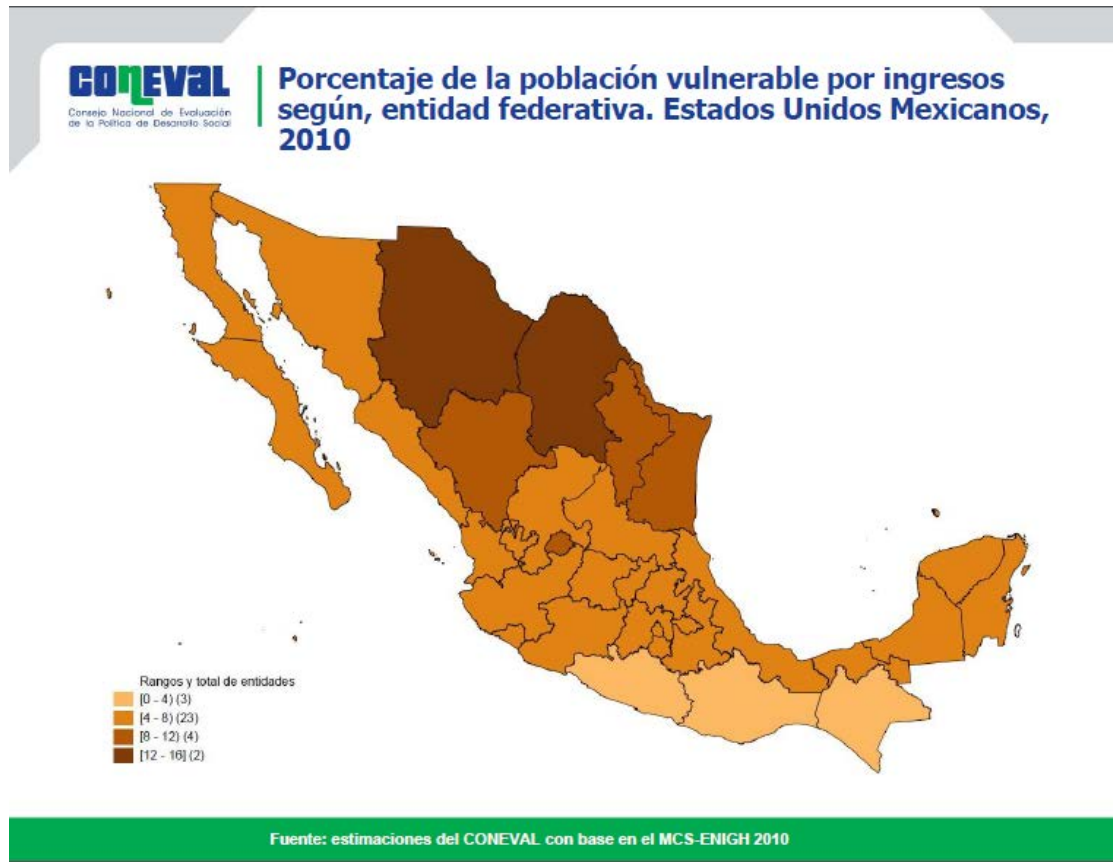 CONEVAL
Consejo Nacional de Evaluación
de la Política de Desarrollo Social
Porcentaje de la población vulnerable por ingresos
según, entidad federativa. Estados Unidos Mexicanos,
2010
Rangos y total de entidades
[0 - 4) (3)
[4 - 8) (23)
[8 - 12) (4)
[12 - 16] (2)
Fuente: estimaciones del CONEVAL con base en el MCS-ENIGH 2010